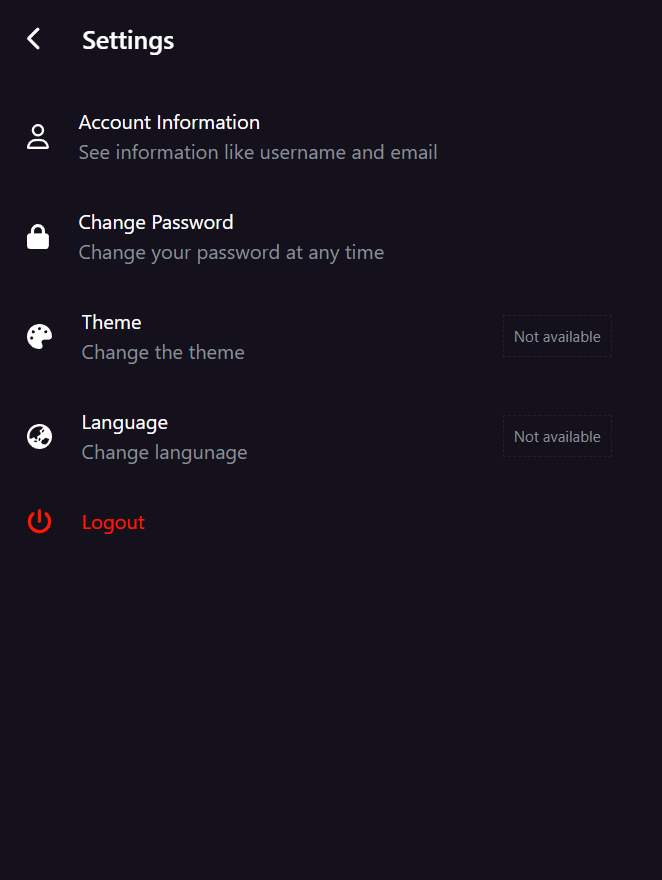 Settings
Account Information
See information like username and email
Change Password
Change your password at any time
Theme
Change the theme
Not available
Language
Change langunage
Not available
Logout